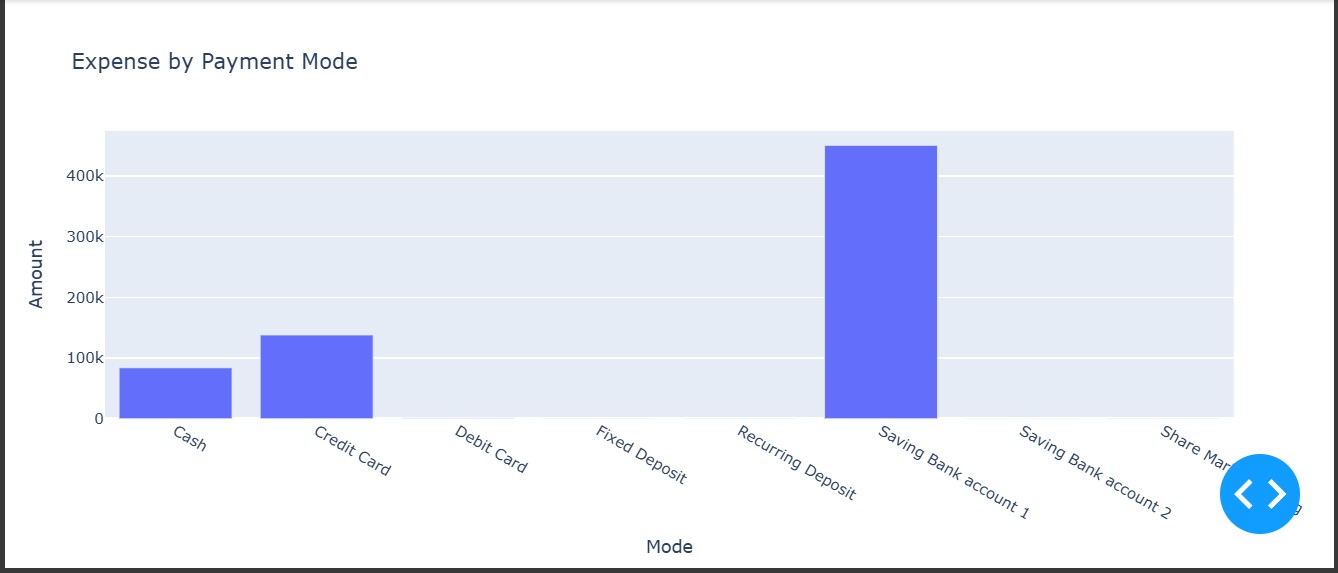 Expense by Payment Mode
Amount
400k
300k
200k
100k
0
Cash
Credit Card
Debit Card
Fixed Deposit
Recurring Deposit
Saving Bank account 1
Saving Bank account 2
Share
Mode